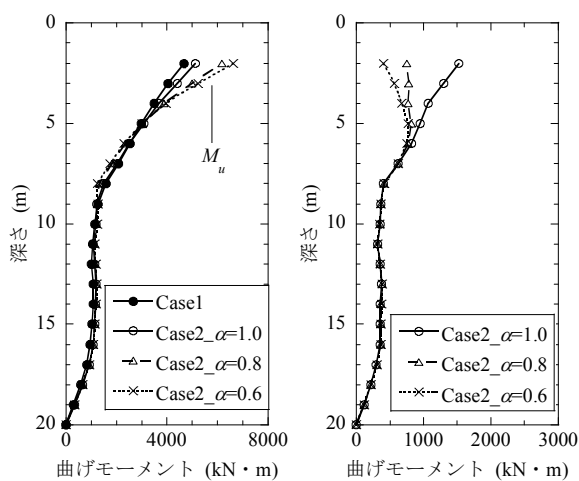 0
5
10
15
20
深さ (m)
M_u
Case1
Case2_α=1.0
Case2_α=0.8
Case2_α=0.6
0 4000 8000
曲げモーメント (kN・m)
0
5
10
15
20
深さ (m)
Case2_α=1.0
Case2_α=0.8
Case2_α=0.6
0 1000 2000 3000
曲げモーメント (kN・m)